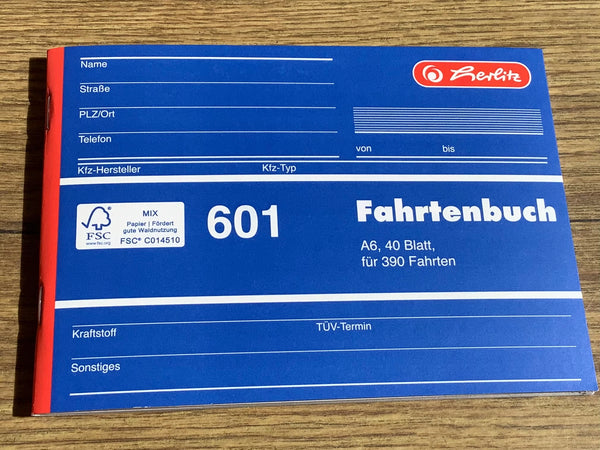 Name
Herlitz
Straße
PLZ/Ort
Telefon
von bis
Kfz-Hersteller Kfz-Typ
FSC
www.fsc.org
MIX
Papier | Fördert
gute Waldnutzung
FSC® C014510
601
Fahrtenbuch
A6, 40 Blatt,
für 390 Fahrten
Kraftstoff TÜV-Termin
Sonstiges